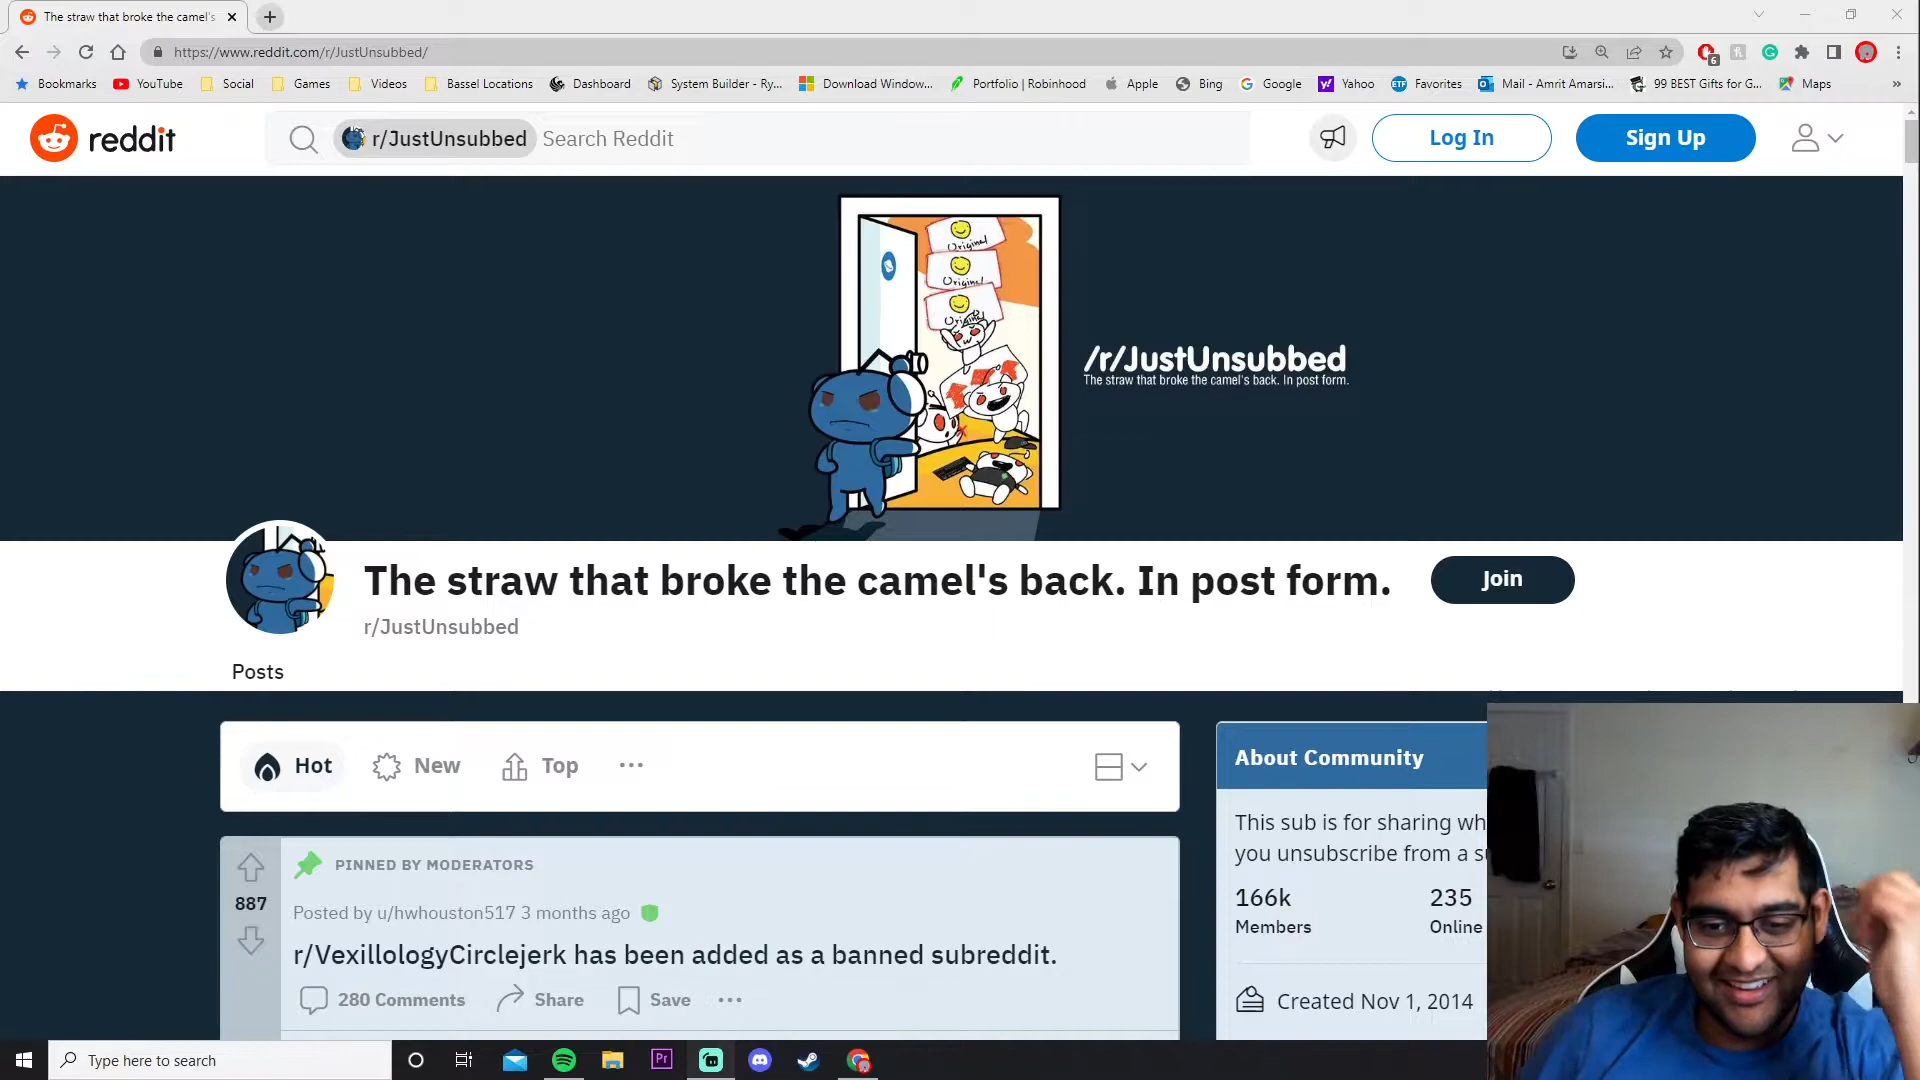 The straw that broke the camel's
https://www.reddit.com/r/JustUnsubbed/
6
Bookmarks YouTube Social Games Videos Bassel Locations Dashboard System Builder - Ry... Download Window... Portfolio | Robinhood Apple Bing Google Yahoo ETF Favorites Mail - Amrit Amarsi... 99 BEST Gifts for G... Maps »
reddit r/JustUnsubbed Search Reddit Log In Sign Up
Original
Original
Original
/r/JustUnsubbed
The straw that broke the camel's back. In post form.
The straw that broke the camel's back. In post form. Join
r/JustUnsubbed
Posts
Hot New Top ...
About Community
This sub is for sharing wh
you unsubscribe from a s
166k 235
Members Online
Created Nov 1, 2014
PINNED BY MODERATORS
887
Posted by u/hwhouston517 3 months ago
r/VexillologyCirclejerk has been added as a banned subreddit.
280 Comments Share Save ...
Type here to search
Pr